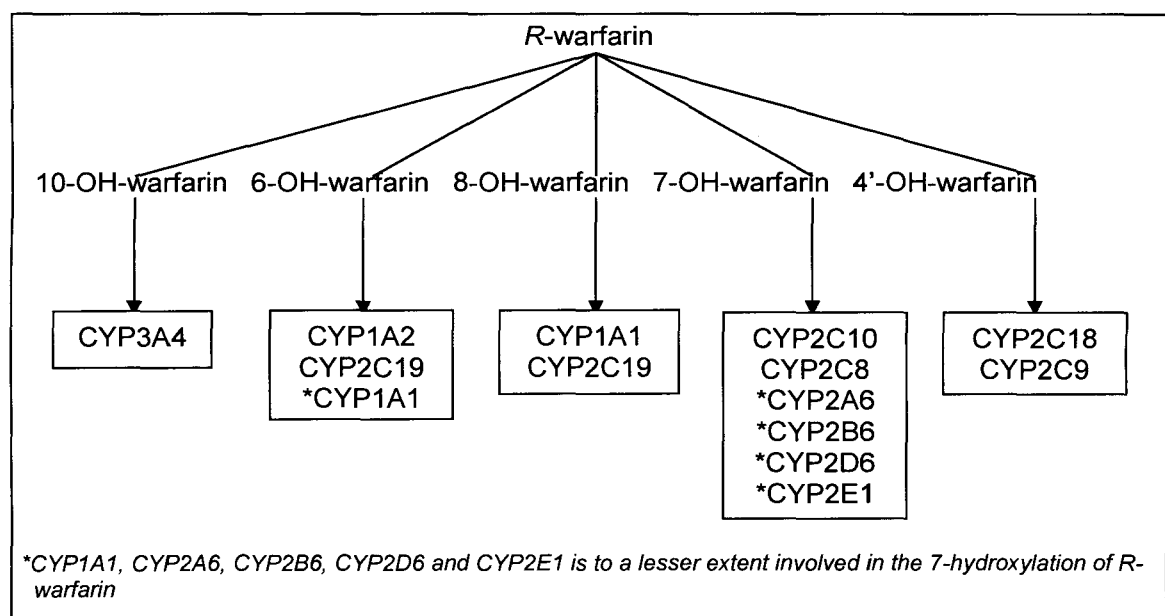 R-warfarin
10-OH-warfarin 6-OH-warfarin 8-OH-warfarin 7-OH-warfarin 4'-OH-warfarin
CYP3A4
CYP1A2
CYP2C19
*CYP1A1
CYP1A1
CYP2C19
CYP2C10
CYP2C8
*CYP2A6
*CYP2B6
*CYP2D6
*CYP2E1
CYP2C18
CYP2C9
*CYP1A1, CYP2A6, CYP2B6, CYP2D6 and CYP2E1 is to a lesser extent involved in the 7-hydroxylation of R-
warfarin